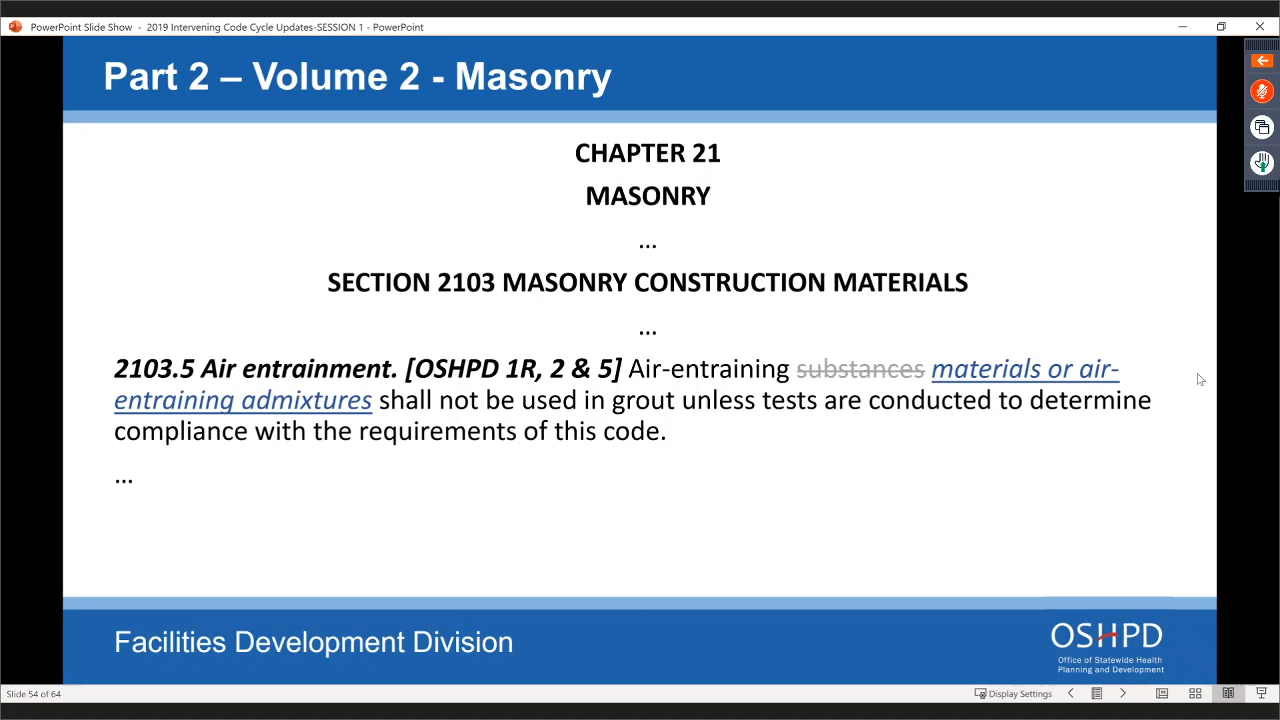 PowerPoint Slide Show - 2019 Intervening Code Cycle Updates-SESSION 1 - PowerPoint
Part 2 – Volume 2 - Masonry
CHAPTER 21
MASONRY
...
SECTION 2103 MASONRY CONSTRUCTION MATERIALS
...
2103.5 Air entrainment. [OSHPD 1R, 2 & 5] Air-entraining substances materials or air-
entraining admixtures shall not be used in grout unless tests are conducted to determine
compliance with the requirements of this code.
...
Facilities Development Division
OSHPD
Office of Statewide Health
Planning and Development
Slide 54 of 64
Display Settings